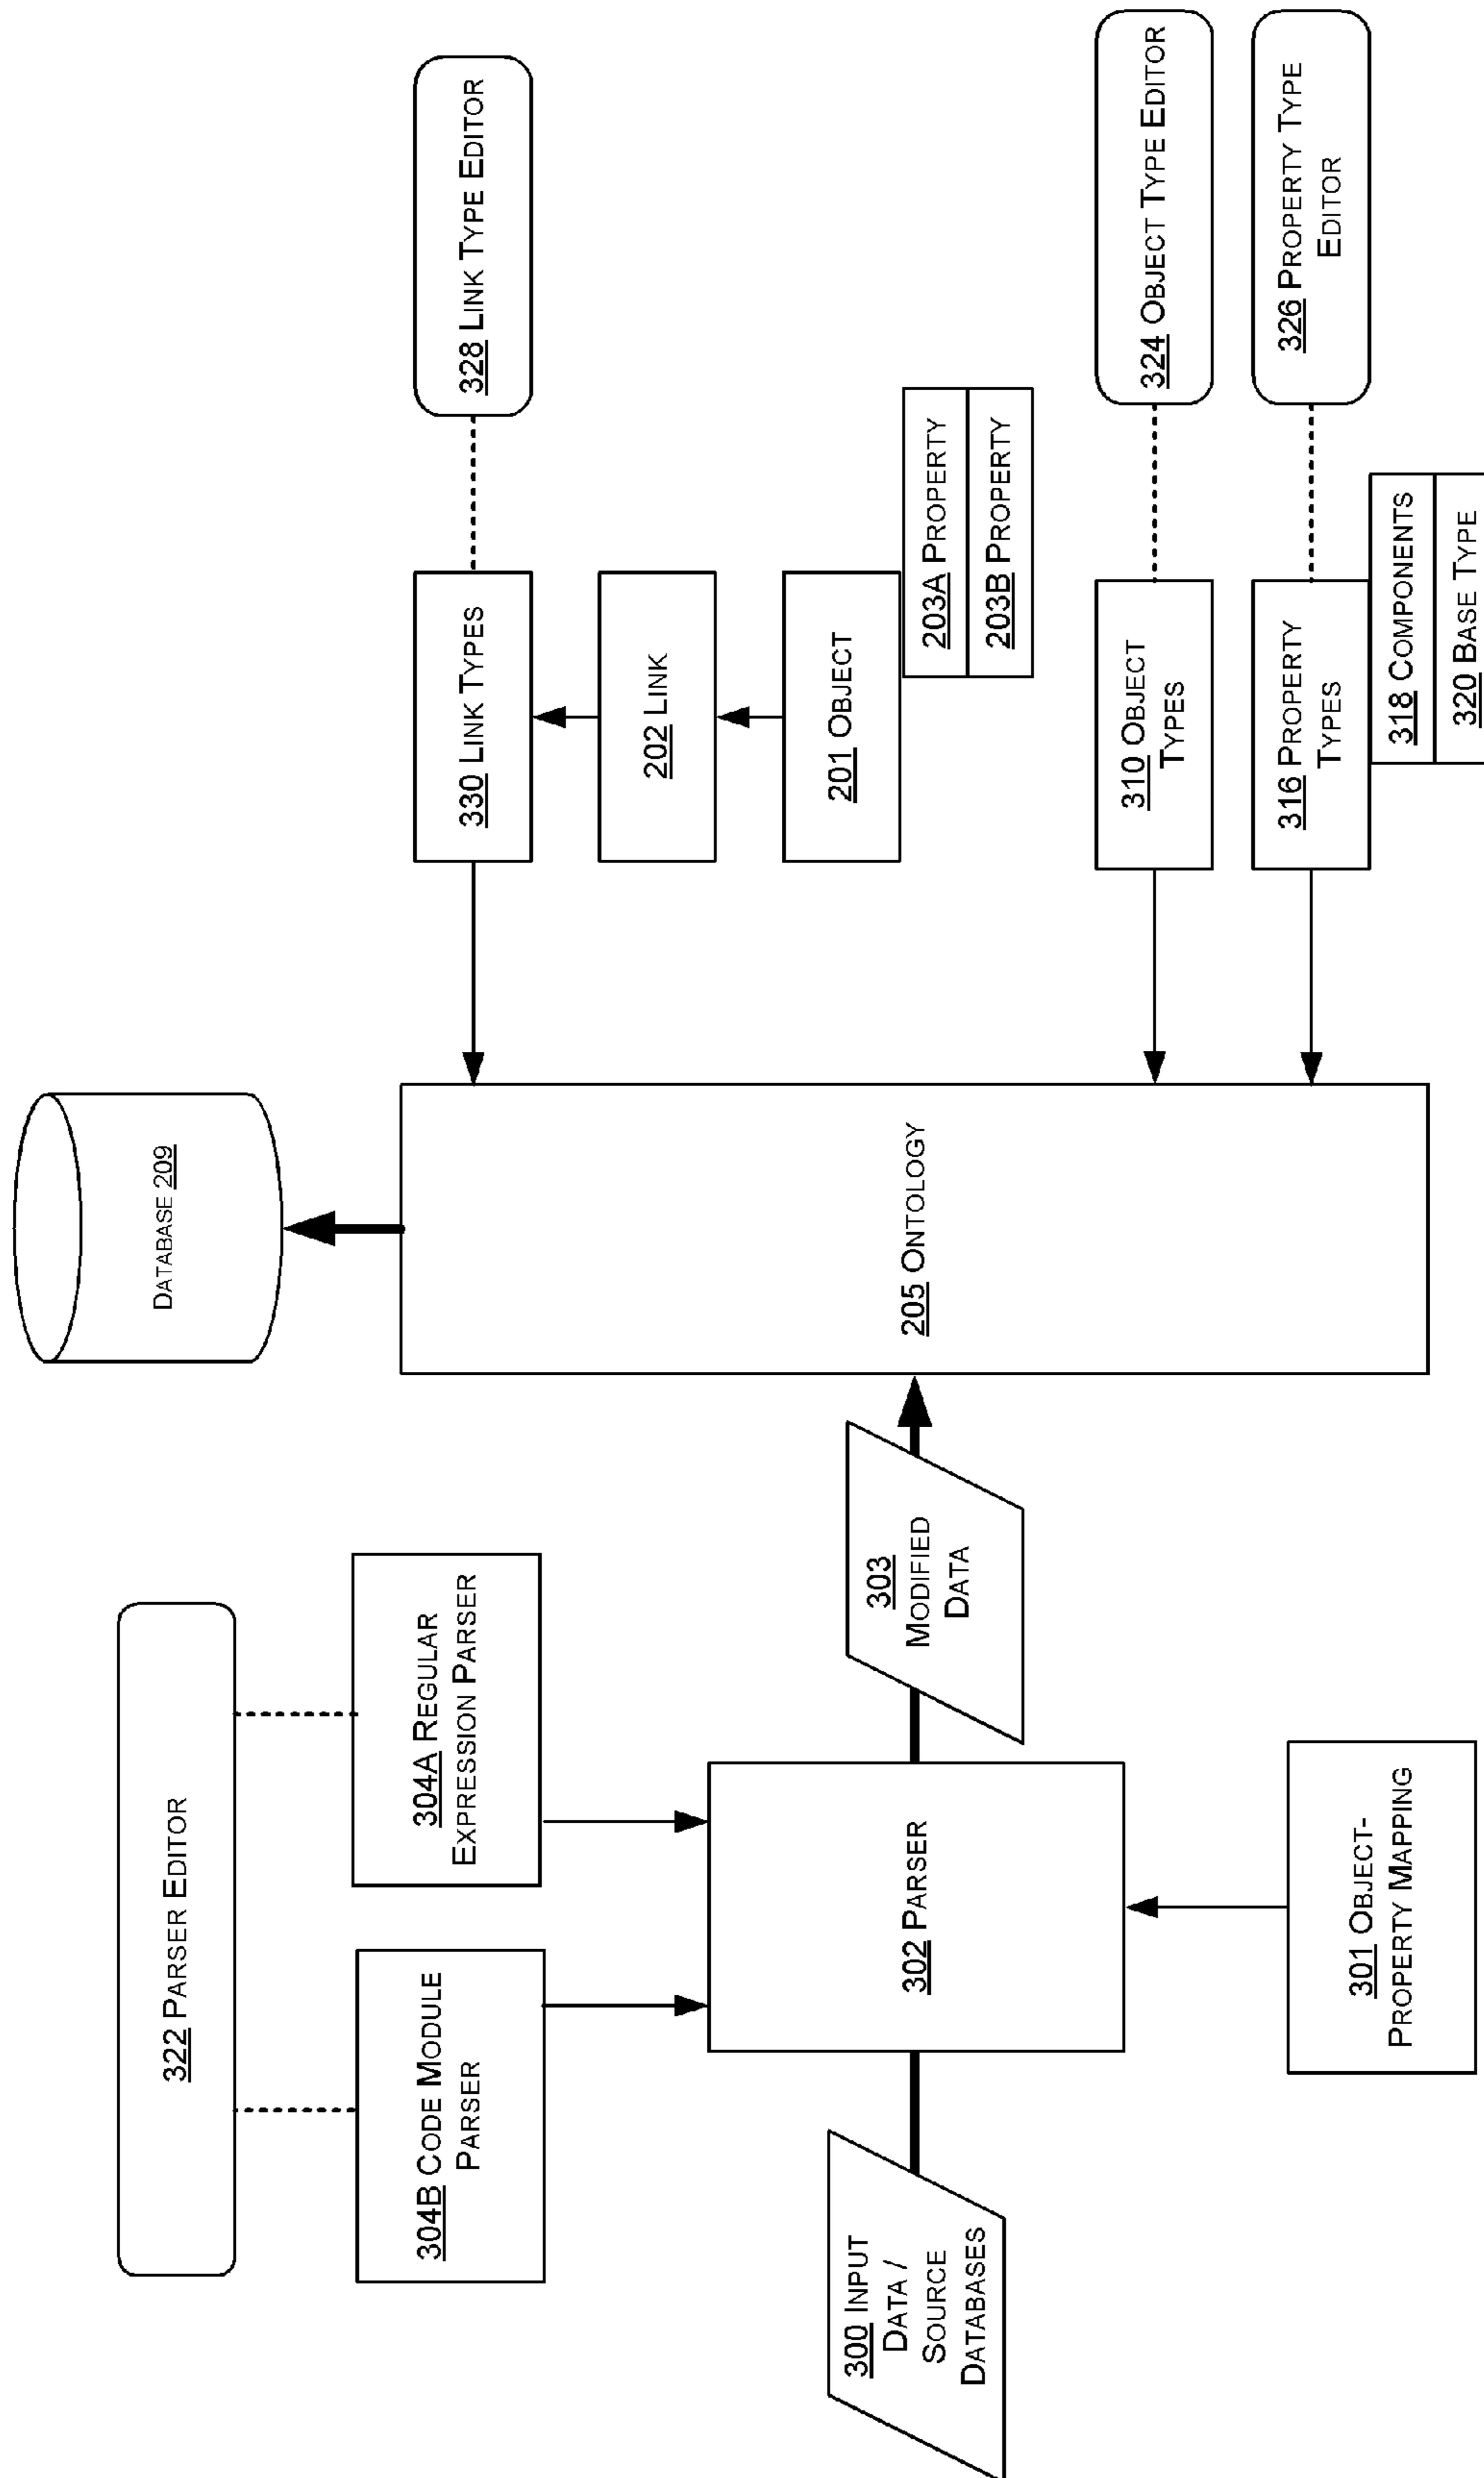 322 PARSER EDITOR
304B CODE MODULE
PARSER
304A REGULAR
EXPRESSION PARSER
300 INPUT
DATA /
SOURCE
DATABASES
302 PARSER
303
MODIFIED
DATA
301 OBJECT-
PROPERTY MAPPING
DATABASE 209
205 ONTOLOGY
330 LINK TYPES
328 LINK TYPE EDITOR
202 LINK
201 OBJECT
203A PROPERTY
203B PROPERTY
310 OBJECT
TYPES
324 OBJECT TYPE EDITOR
316 PROPERTY
TYPES
326 PROPERTY TYPE
EDITOR
318 COMPONENTS
320 BASE TYPE